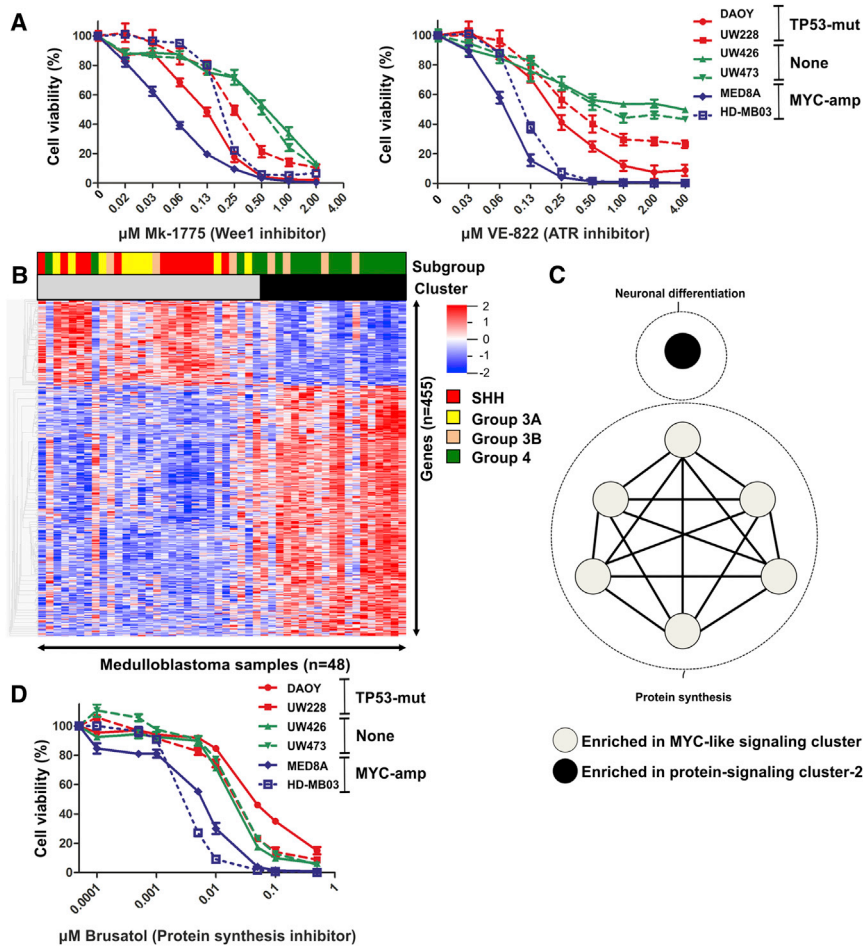 A
Cell viability (%)
120
100
80
60
40
20
0
0
0.02
0.03
0.06
0.13
0.25
0.50
1.00
2.00
4.00
µM Mk-1775 (Wee1 inhibitor)
Cell viability (%)
120
100
80
60
40
20
0
0
0.03
0.06
0.13
0.25
0.50
1.00
2.00
4.00
µM VE-822 (ATR inhibitor)
DAOY
UW228
UW426
UW473
MED8A
HD-MB03
TP53-mut
None
MYC-amp
B
Subgroup
Cluster
2
1
0
-1
-2
SHH
Group 3A
Group 3B
Group 4
Genes (n=455)
Medulloblastoma samples (n=48)
C
Neuronal differentiation
Protein synthesis
Enriched in MYC-like signaling cluster
Enriched in protein-signaling cluster-2
D
Cell viability (%)
100
80
60
40
20
0
0.0001
0.001
0.01
0.1
1
µM Brusatol (Protein synthesis inhibitor)
DAOY
UW228
UW426
UW473
MED8A
HD-MB03
TP53-mut
None
MYC-amp